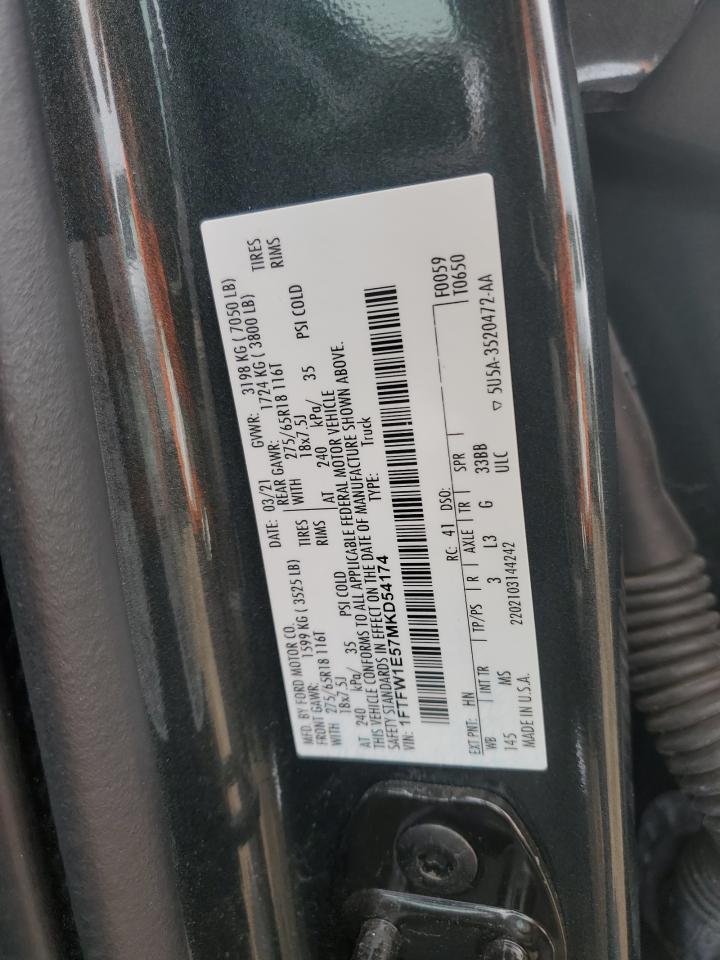 MFD. BY FORD MOTOR CO. DATE: 03/21 GVWR: 3198 KG ( 7050 LB)
FRONT GAWR: 1599 KG ( 3525 LB) REAR GAWR: 1724 KG ( 3800 LB)
WITH 275/65R18 116T TIRES WITH 275/65R18 116T TIRES
18x7.5J RIMS 18x7.5J RIMS
AT 240 kPa/ 35 PSI COLD AT 240 kPa/ 35 PSI COLD
THIS VEHICLE CONFORMS TO ALL APPLICABLE FEDERAL MOTOR VEHICLE
SAFETY STANDARDS IN EFFECT ON THE DATE OF MANUFACTURE SHOWN ABOVE.
VIN: 1FTFW1E57MKD54174 TYPE: Truck
F0059
T0650
EXT PNT: HN RC: 41 DSO:
WB INT TR TP/PS R AXLE TR SPR
145 MS 3 L3 G 33BB
MADE IN U.S.A. 2202103144242 ULC ▽ 5U5A-3520472-AA